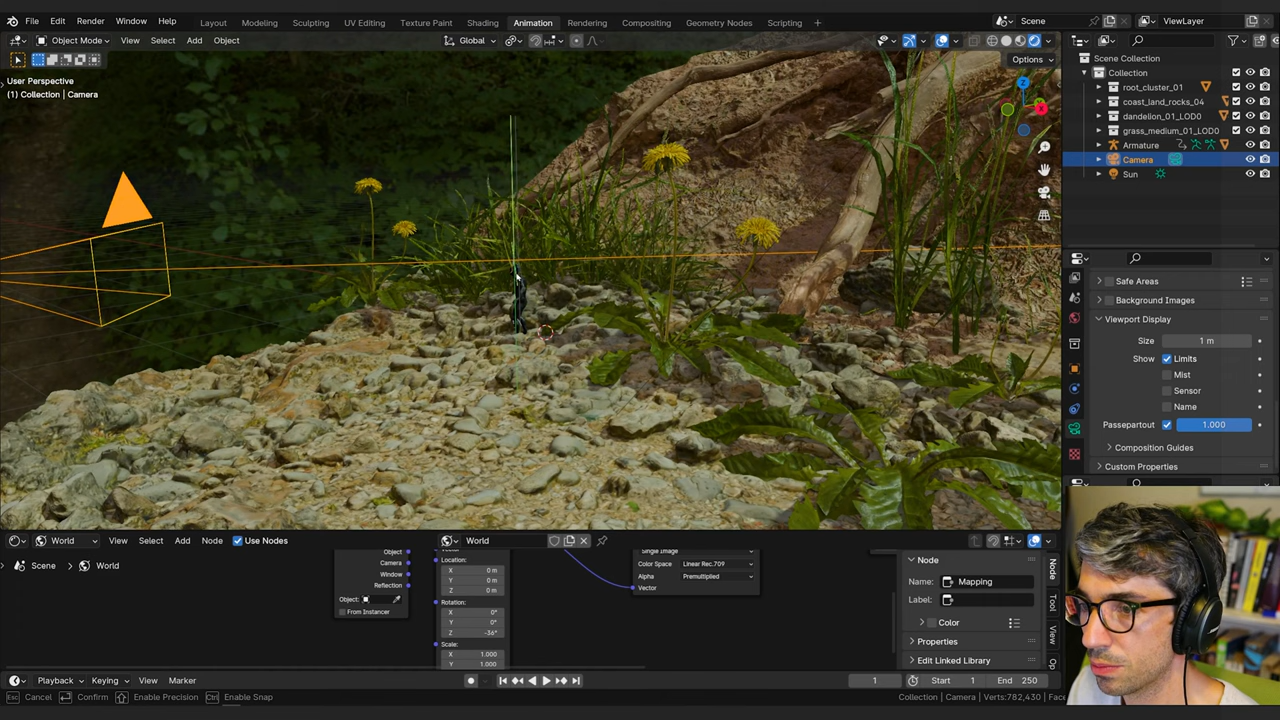 File Edit Render Window Help
Layout Modeling Sculpting UV Editing Texture Paint Shading Animation Rendering Compositing Geometry Nodes Scripting +
Scene ViewLayer
Object Mode View Select Add Object
Global
Options
User Perspective
(1) Collection | Camera
Z
Scene Collection
Collection
root_cluster_01
coast_land_rocks_04
dandelion_01_LOD0
grass_medium_01_LOD0
Armature
Camera
Sun
Safe Areas
Background Images
Viewport Display
Size 1 m
Show Limits
Mist
Sensor
Name
Passepartout 1.000
Composition Guides
Custom Properties
World View Select Add Node Use Nodes World
Scene World
Object
Camera
Window
Reflection
Object:
From Instancer
Location:
X 0 m
Y 0 m
Z 0 m
Rotation:
X 0°
Y 0°
Z -36°
Scale:
X 1.000
Y 1.000
Single Image
Color Space Linear Rec.709
Alpha Premultiplied
Vector
Node
Name: Mapping
Label:
Color
Properties
Edit Linked Library
Node
Tool
View
Playback Keying View Marker
1 Start 1 End 250
Esc Cancel Confirm Enable Precision Ctrl Enable Snap
Collection | Camera Verts:782,430